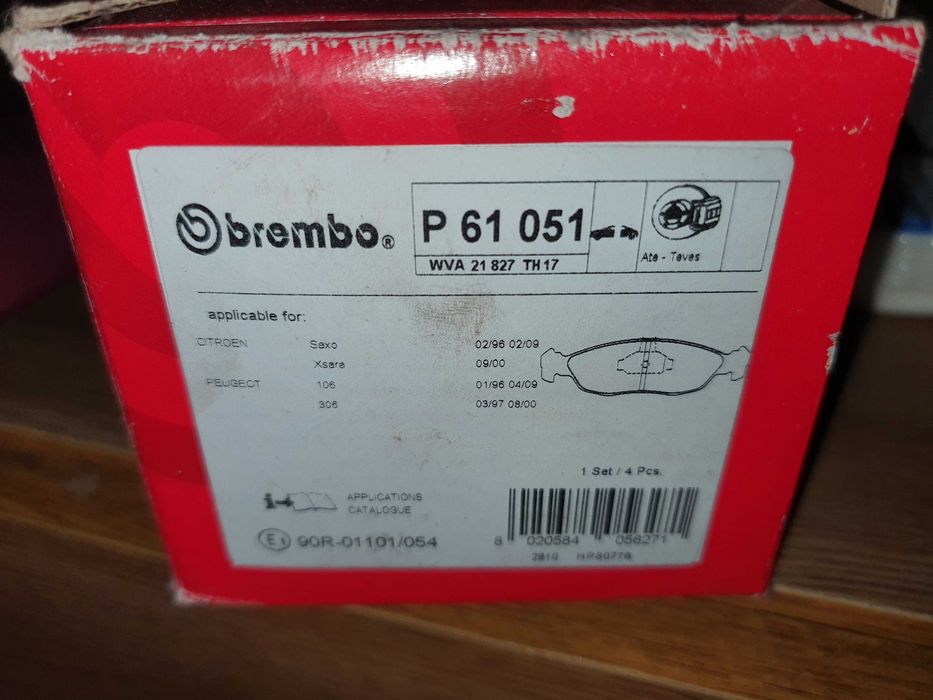 brembo®
P 61 051
WVA 21 827 TH17
Ate - Teves
applicable for:
CITROEN Saxo 02/96 02/09
Xsara 09/00
PEUGEOT 106 01/96 04/09
306 03/97 08/00
1 Set / 4 Pcs.
i
APPLICATIONS
CATALOGUE
90R-01101/054
8 020584 056271